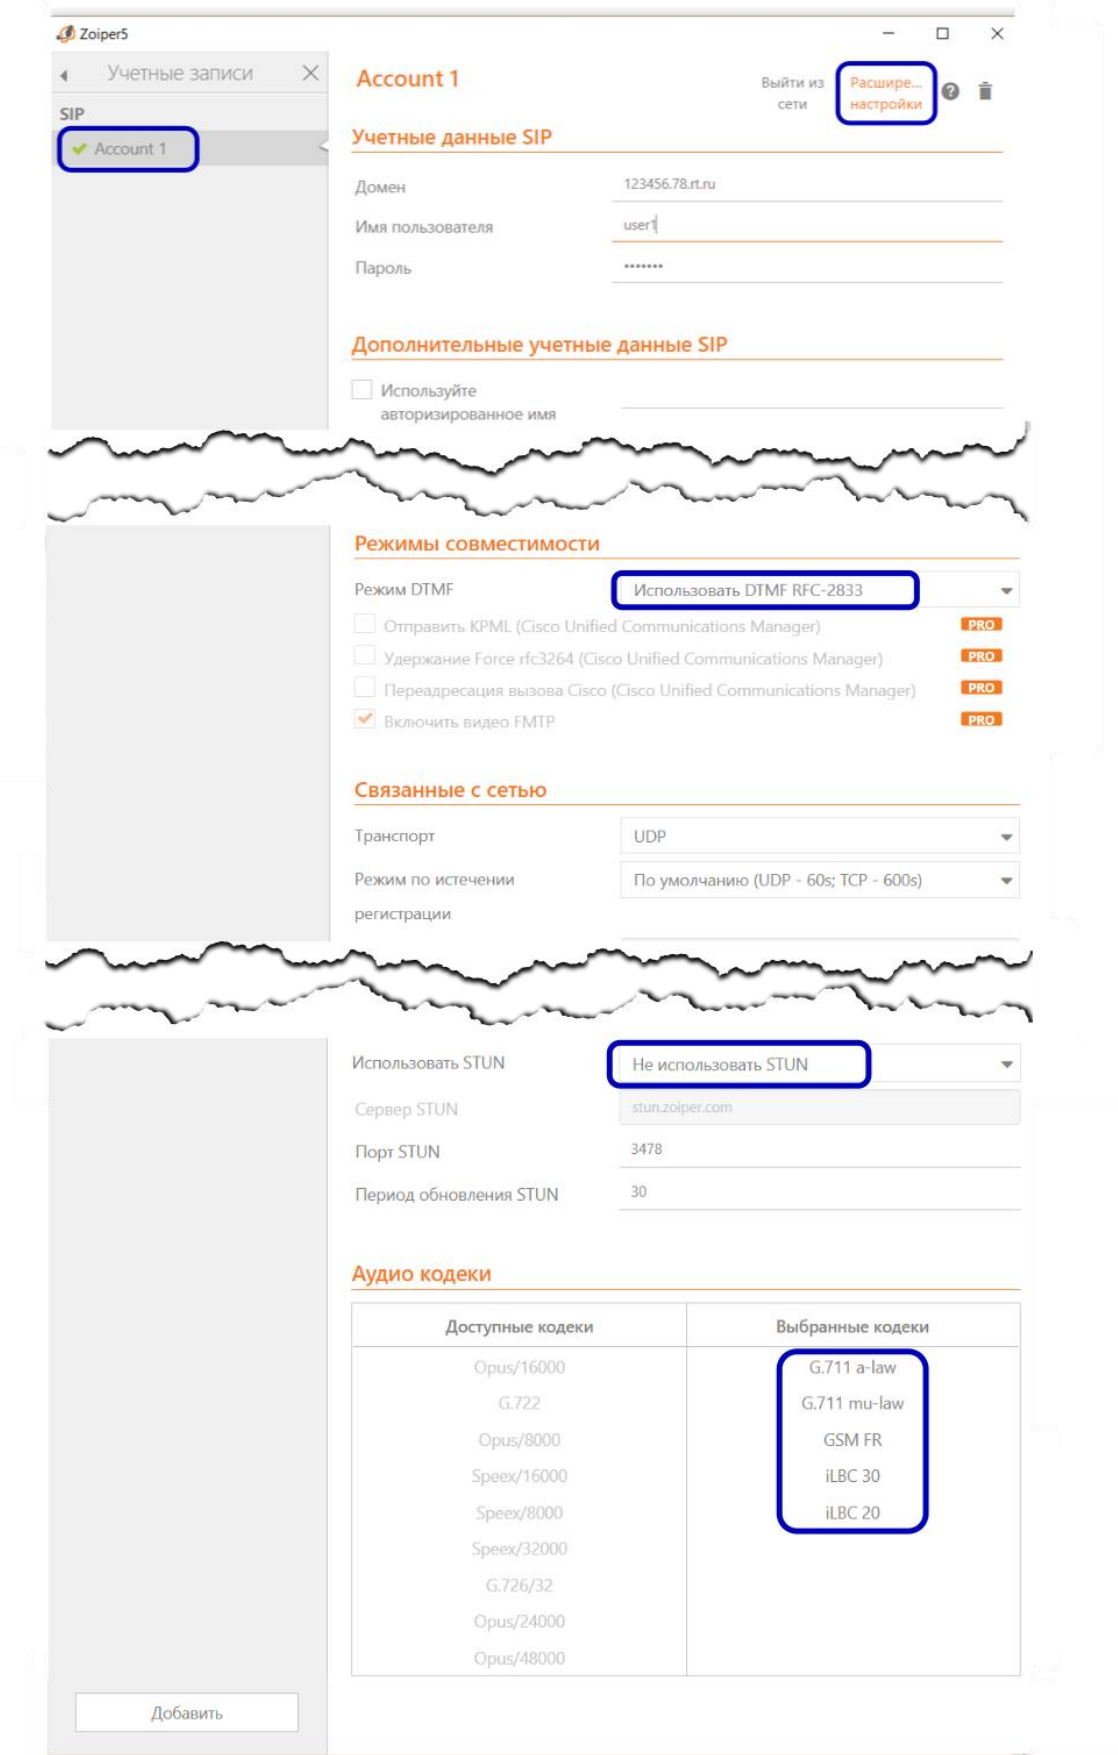 Zoiper5
Учетные записи
SIP
Account 1
Account 1
Выйти из
сети
Расшире...
настройки
Учетные данные SIP
Домен
123456.78.rt.ru
Имя пользователя
user1
Пароль
•••••••
Дополнительные учетные данные SIP
Используйте
авторизированное имя
Режимы совместимости
Режим DTMF
Использовать DTMF RFC-2833
Отправить KPML (Cisco Unified Communications Manager)
PRO
Удержание Force rfc3264 (Cisco Unified Communications Manager)
PRO
Переадресация вызова Cisco (Cisco Unified Communications Manager)
PRO
Включить видео FMTP
PRO
Связанные с сетью
Транспорт
UDP
Режим по истечении
регистрации
По умолчанию (UDP - 60s; TCP - 600s)
Использовать STUN
Не использовать STUN
Сервер STUN
stun.zoiper.com
Порт STUN
3478
Период обновления STUN
30
Аудио кодеки
Доступные кодеки
Выбранные кодеки
Opus/16000
G.711 a-law
G.722
G.711 mu-law
Opus/8000
GSM FR
Speex/16000
iLBC 30
Speex/8000
iLBC 20
Speex/32000
G.726/32
Opus/24000
Opus/48000
Добавить